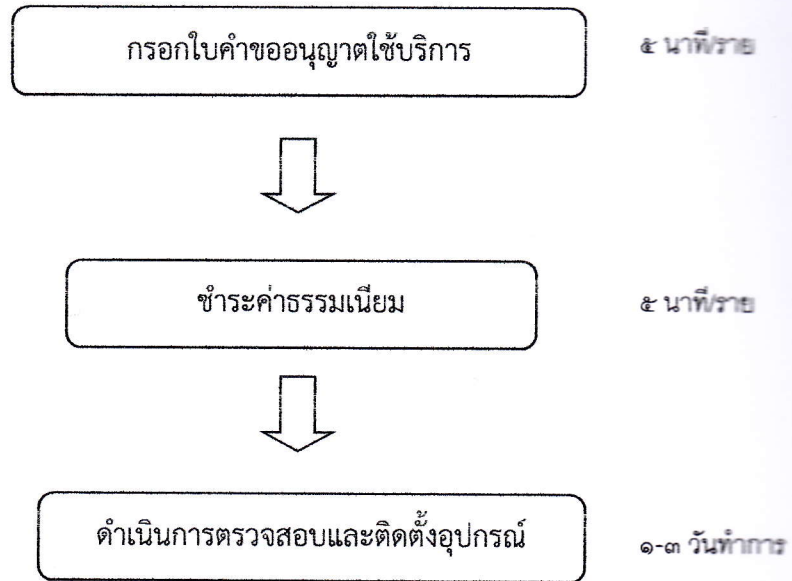 กรอกใบคำขออนุญาตใช้บริการ
๕ นาที/ราย
ชำระค่าธรรมเนียม
๕ นาที/ราย
ดำเนินการตรวจสอบและติดตั้งอุปกรณ์
๑-๓ วันทำการ